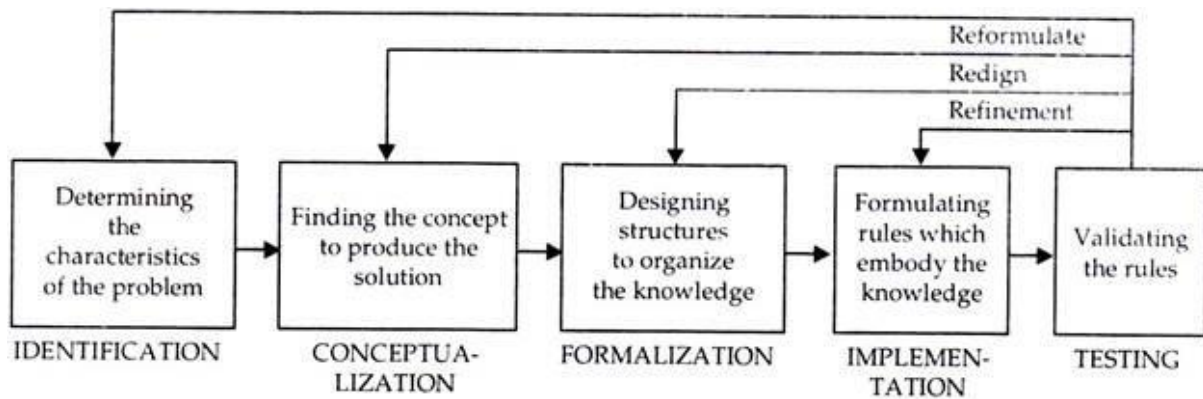 Reformulate
Redign
Refinement
Determining
the
characteristics
of the problem
Finding the concept
to produce the
solution
Designing
structures
to organize
the knowledge
Formulating
rules which
embody the
knowledge
Validating
the rules
IDENTIFICATION
CONCEPTUA-
LIZATION
FORMALIZATION
IMPLEMEN-
TATION
TESTING